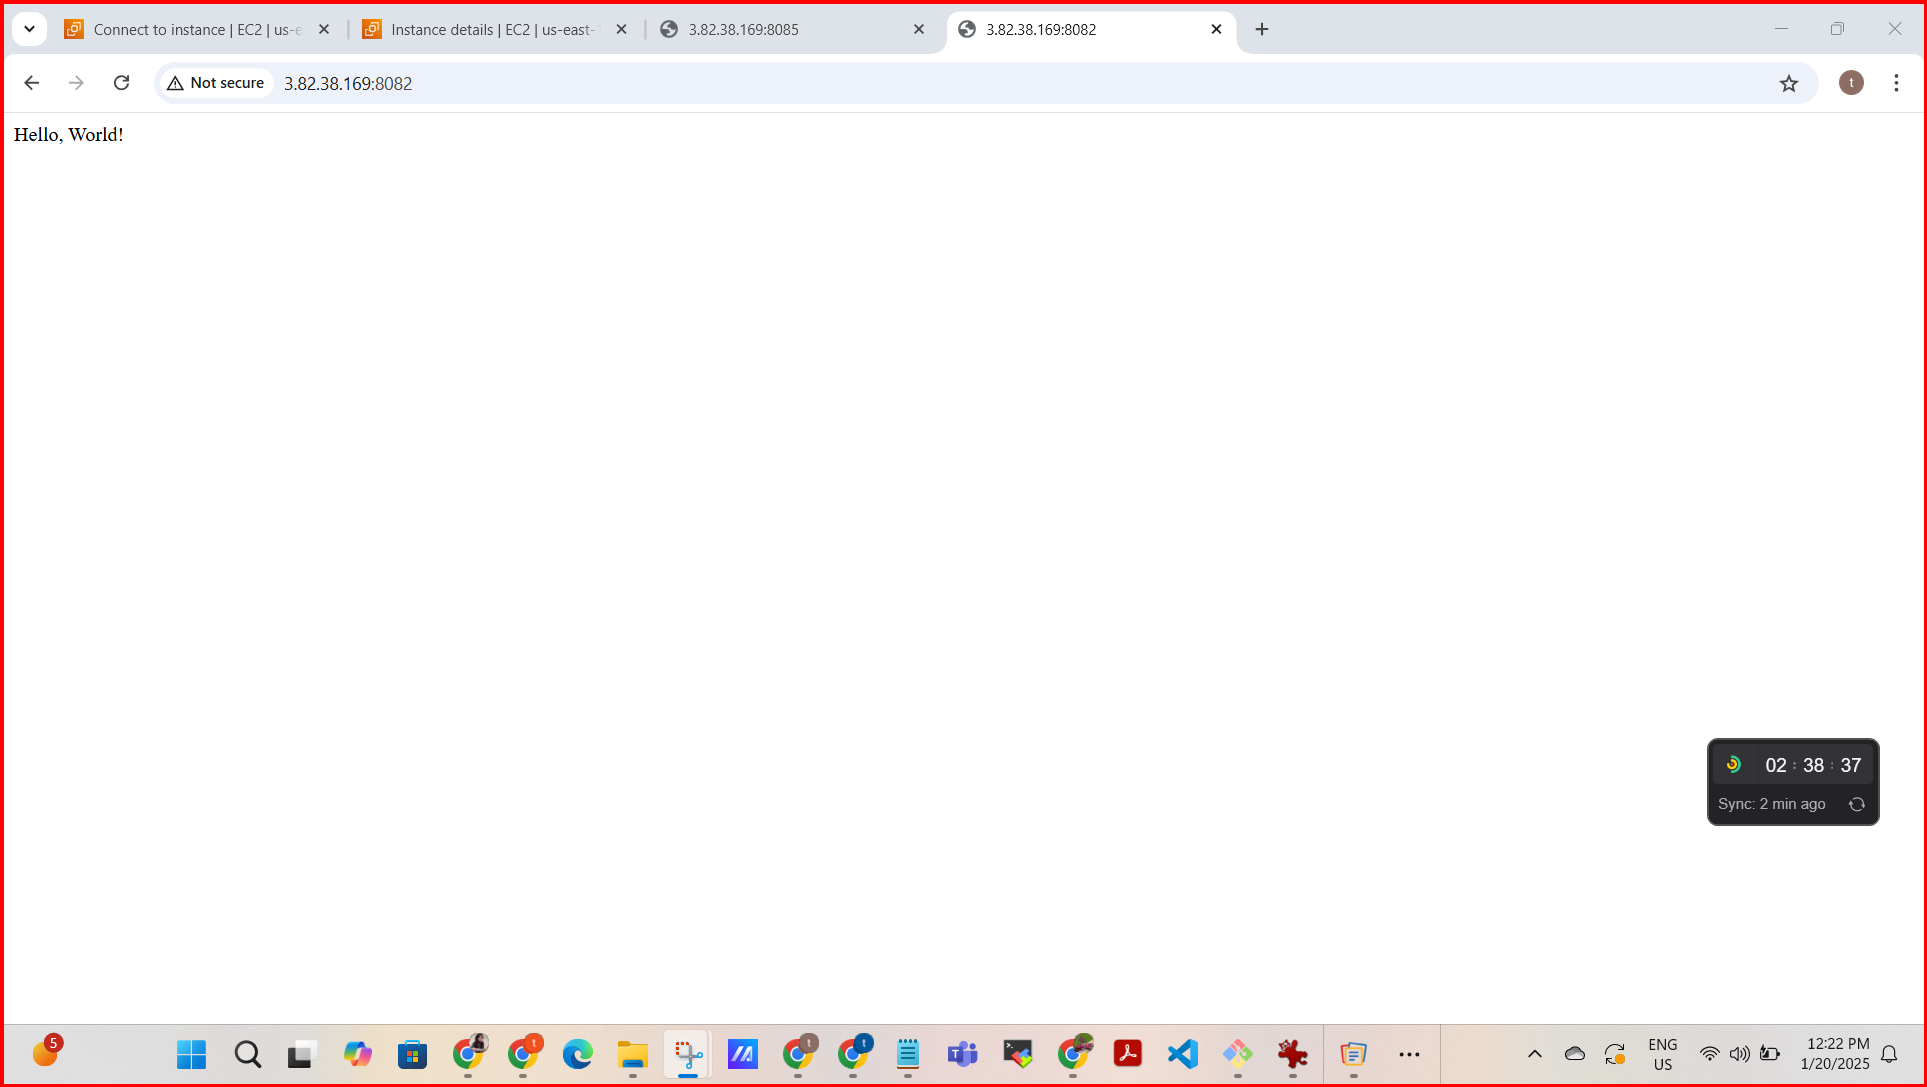 Connect to instance | EC2 | us-e
Instance details | EC2 | us-east-1
3.82.38.169:8085
3.82.38.169:8082
Not secure
3.82.38.169:8082
t
Hello, World!
02 : 38 : 37
Sync: 2 min ago
5
t
t
t
ENG
US
12:22 PM
1/20/2025